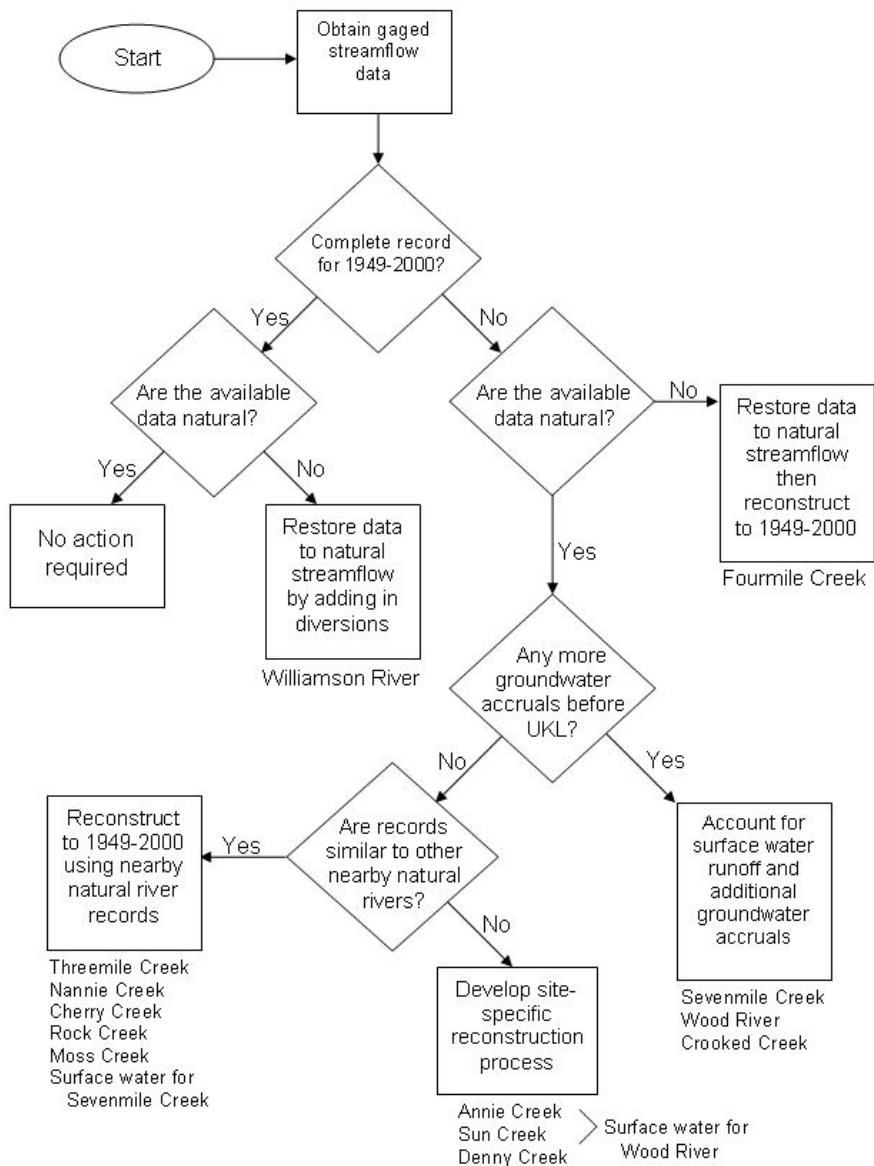 Start
Obtain gaged
streamflow
data
Complete record
for 1949-2000?
Yes
No
Are the available
data natural?
Are the available
data natural?
No
Restore data
to natural
streamflow
then
reconstruct
to 1949-2000
Fourmile Creek
Yes
No
No action
required
Restore data
to natural
streamflow
by adding in
diversions
Williamson River
Yes
Any more
groundwater
accruals before
UKL?
No
Yes
Reconstruct
to 1949-2000
using nearby
natural river
records
Yes
Are records
similar to other
nearby natural
rivers?
Account for
surface water
runoff and
additional
groundwater
accruals
No
Threemile Creek
Nannie Creek
Cherry Creek
Rock Creek
Moss Creek
Surface water for
Sevenmile Creek
Develop site-
specific
reconstruction
process
Sevenmile Creek
Wood River
Crooked Creek
Annie Creek
Sun Creek
Denny Creek
Surface water for
Wood River